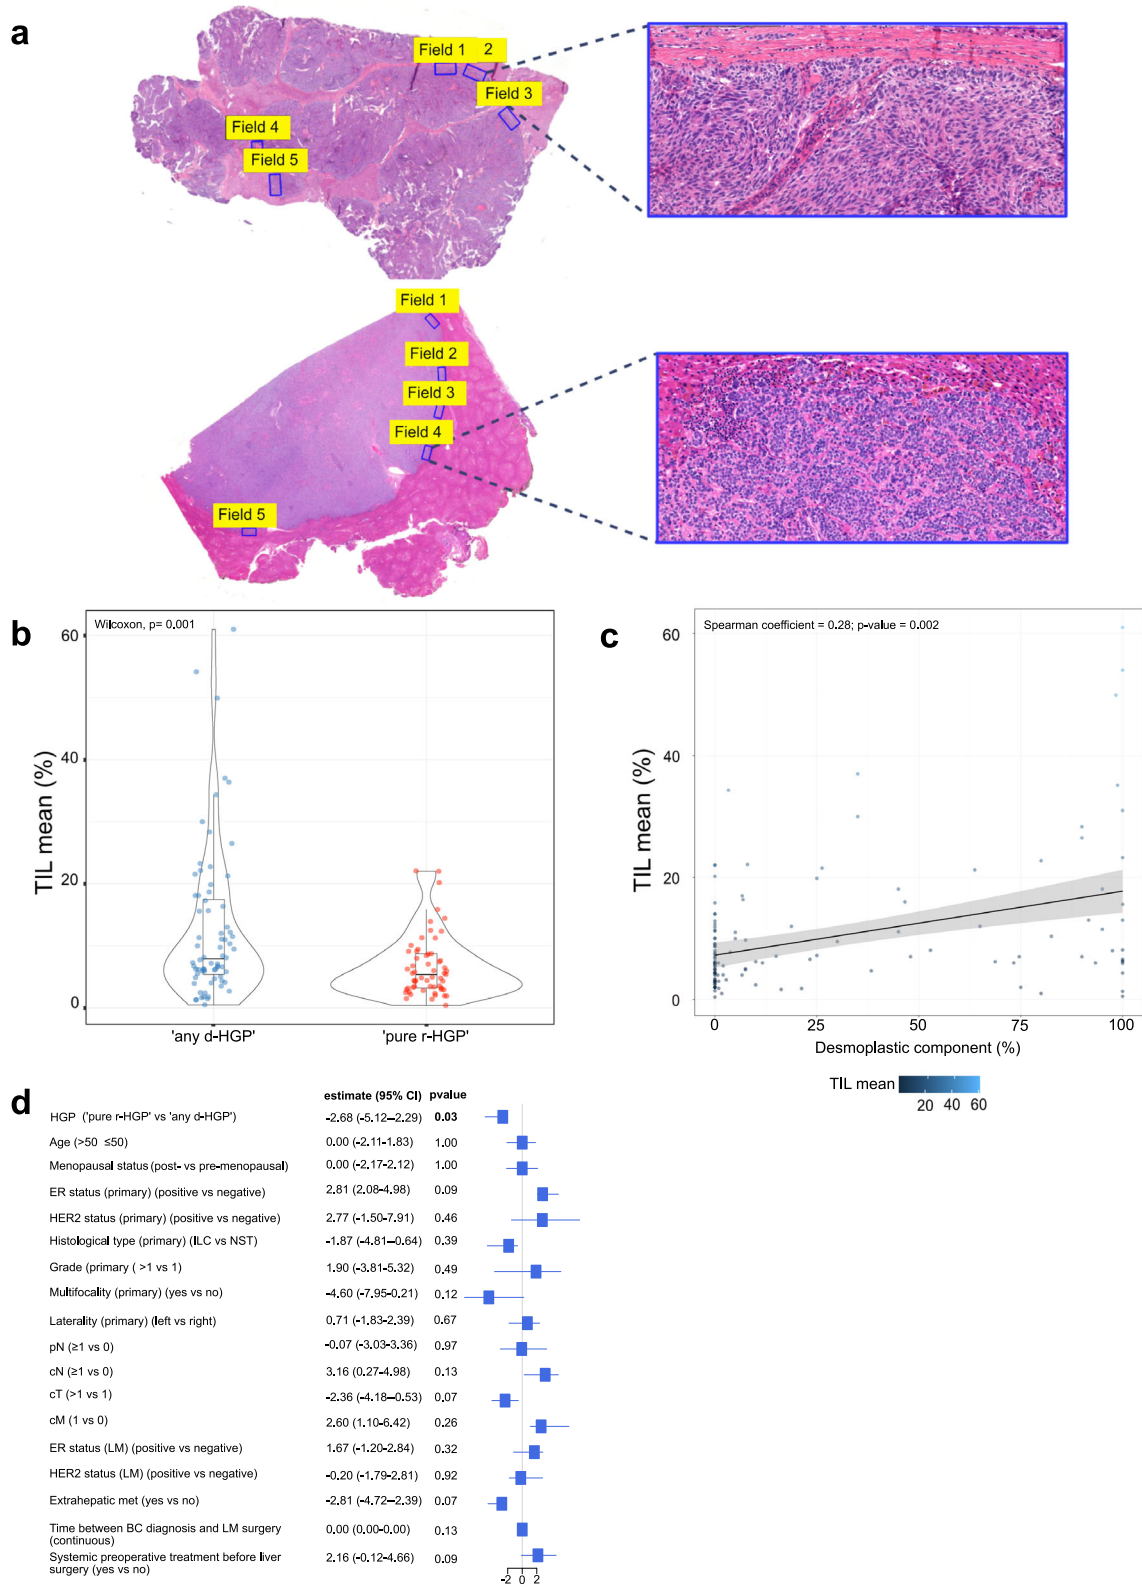 a
Field 1 2
Field 3
Field 4
Field 5
Field 1
Field 2
Field 3
Field 4
Field 5
b
Wilcoxon, p= 0.001
60
40
20
0
TIL mean (%)
'any d-HGP'
'pure r-HGP'
c
Spearman coefficient = 0.28; p-value = 0.002
60
40
20
0
TIL mean (%)
0 25 50 75 100
Desmoplastic component (%)
TIL mean
20 40 60
d
estimate (95% CI) pvalue
HGP ('pure r-HGP' vs 'any d-HGP') -2.68 (-5.12–-2.29) 0.03
Age (>50 ≤50) 0.00 (-2.11-1.83) 1.00
Menopausal status (post- vs pre-menopausal) 0.00 (-2.17-2.12) 1.00
ER status (primary) (positive vs negative) 2.81 (2.08-4.98) 0.09
HER2 status (primary) (positive vs negative) 2.77 (-1.50-7.91) 0.46
Histological type (primary) (ILC vs NST) -1.87 (-4.81–-0.64) 0.39
Grade (primary ( >1 vs 1) 1.90 (-3.81-5.32) 0.49
Multifocality (primary) (yes vs no) -4.60 (-7.95-0.21) 0.12
Laterality (primary) (left vs right) 0.71 (-1.83-2.39) 0.67
pN (≥1 vs 0) -0.07 (-3.03-3.36) 0.97
cN (≥1 vs 0) 3.16 (0.27-4.98) 0.13
cT (>1 vs 1) -2.36 (-4.18–-0.53) 0.07
cM (1 vs 0) 2.60 (1.10-6.42) 0.26
ER status (LM) (positive vs negative) 1.67 (-1.20-2.84) 0.32
HER2 status (LM) (positive vs negative) -0.20 (-1.79-2.81) 0.92
Extrahepatic met (yes vs no) -2.81 (-4.72–-2.39) 0.07
Time between BC diagnosis and LM surgery
(continuous) 0.00 (0.00-0.00) 0.13
Systemic preoperative treatment before liver
surgery (yes vs no) 2.16 (-0.12-4.66) 0.09
-2 0 2